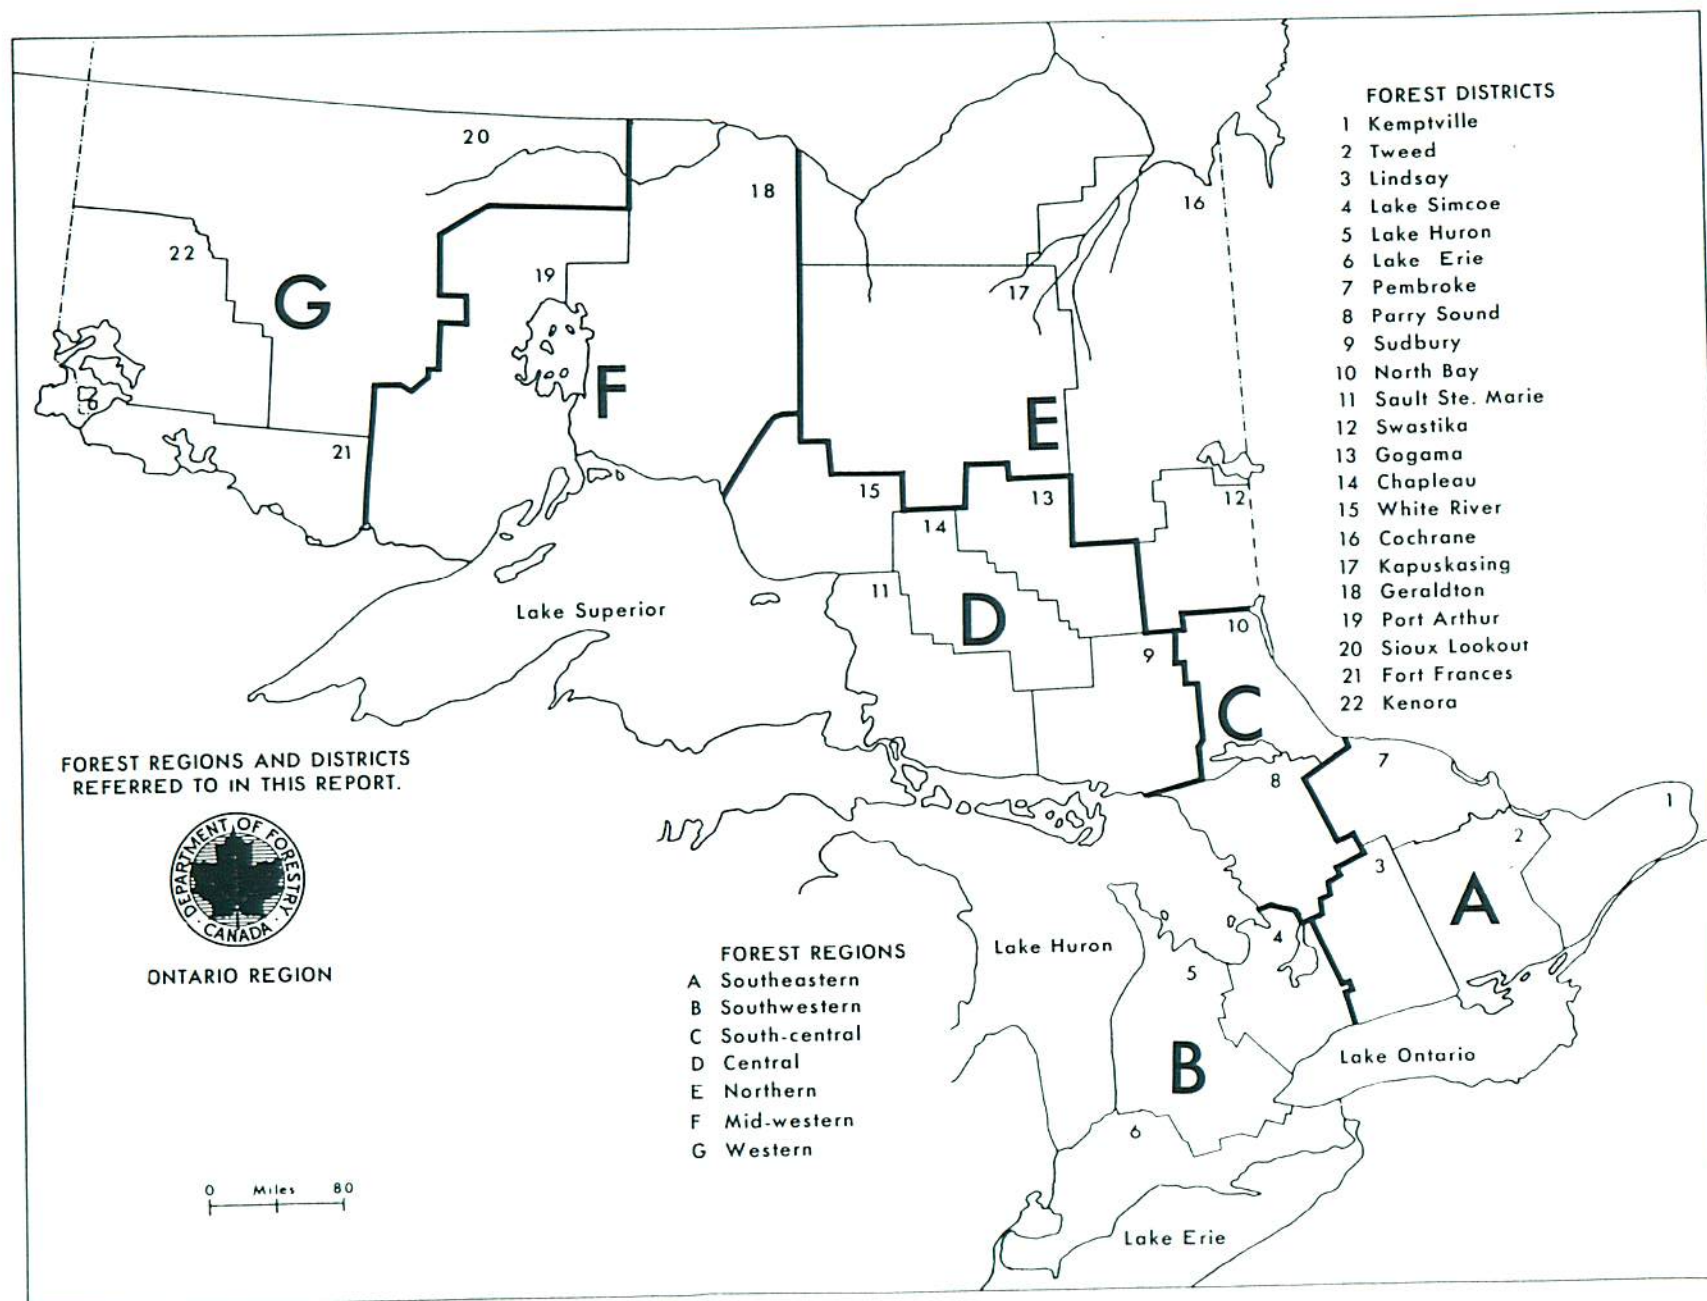 20
18
16
22
19
17
G
F
E
21
15
13
12
14
11
D
10
9
C
8
7
1
2
3
A
4
5
B
6
Lake Superior
Lake Huron
Lake Ontario
Lake Erie
FOREST DISTRICTS
1 Kemptville
2 Tweed
3 Lindsay
4 Lake Simcoe
5 Lake Huron
6 Lake Erie
7 Pembroke
8 Parry Sound
9 Sudbury
10 North Bay
11 Sault Ste. Marie
12 Swastika
13 Gogama
14 Chapleau
15 White River
16 Cochrane
17 Kapuskasing
18 Geraldton
19 Port Arthur
20 Sioux Lookout
21 Fort Frances
22 Kenora
FOREST REGIONS AND DISTRICTS
REFERRED TO IN THIS REPORT.
DEPARTMENT OF FORESTRY
· CANADA ·
ONTARIO REGION
FOREST REGIONS
A Southeastern
B Southwestern
C South-central
D Central
E Northern
F Mid-western
G Western
0 Miles 80